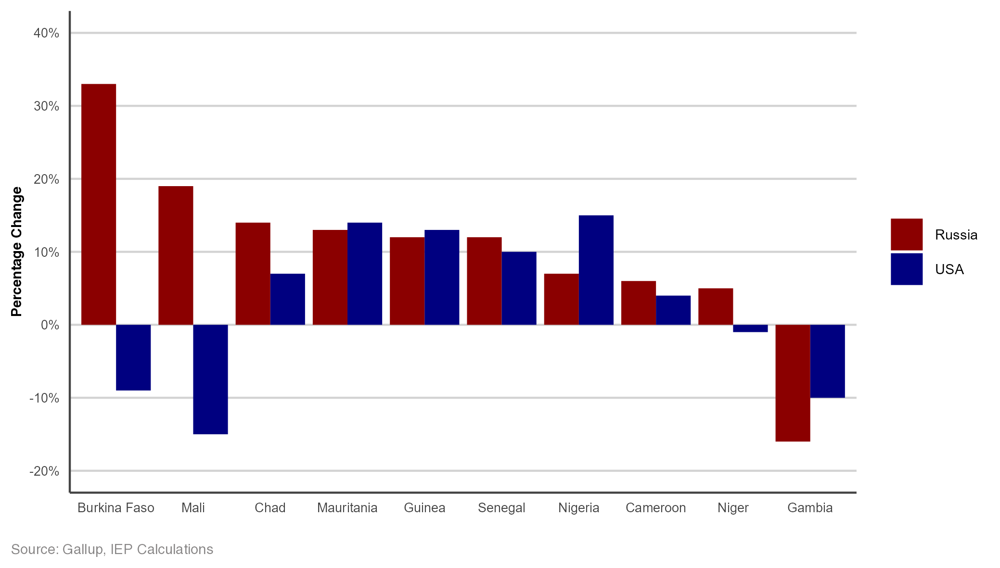 Percentage Change
40%
30%
20%
10%
0%
-10%
-20%
Burkina Faso
Mali
Chad
Mauritania
Guinea
Senegal
Nigeria
Cameroon
Niger
Gambia
Russia
USA
Source: Gallup, IEP Calculations